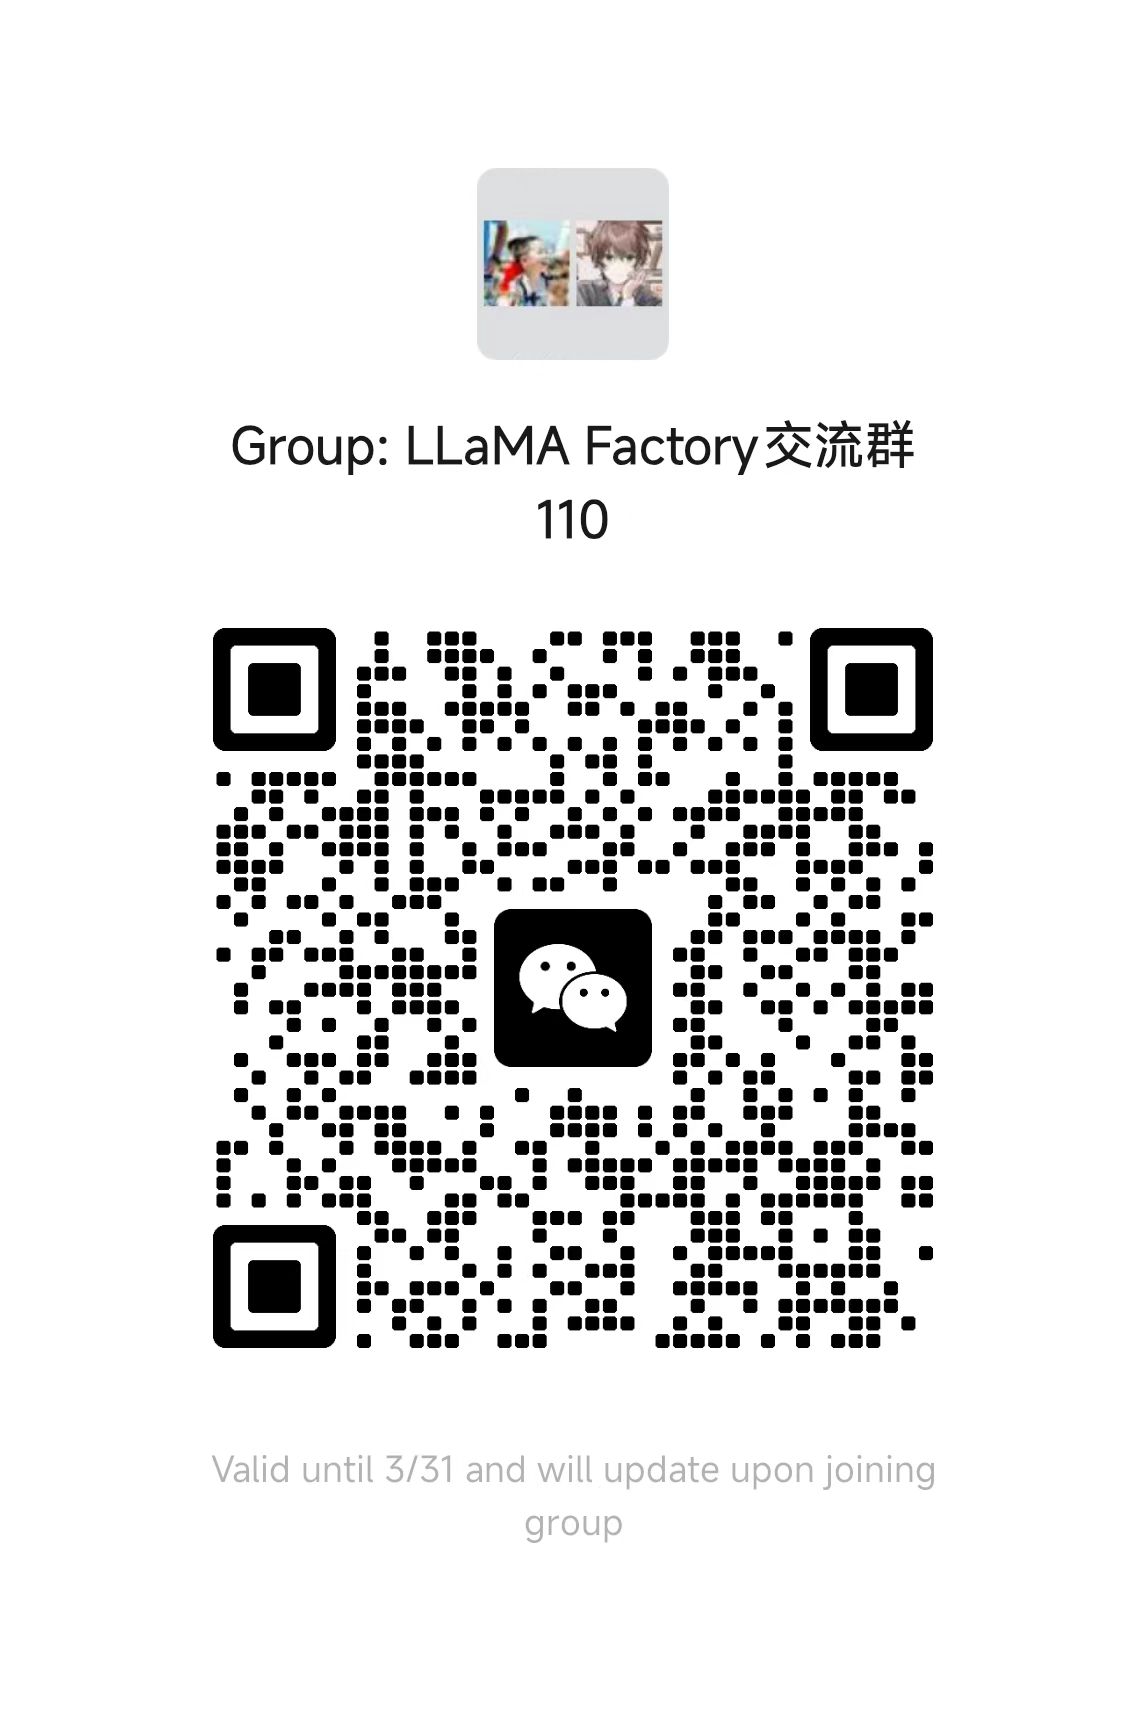 Group: LLaMA Factory交流群
110
Valid until 3/31 and will update upon joining
group